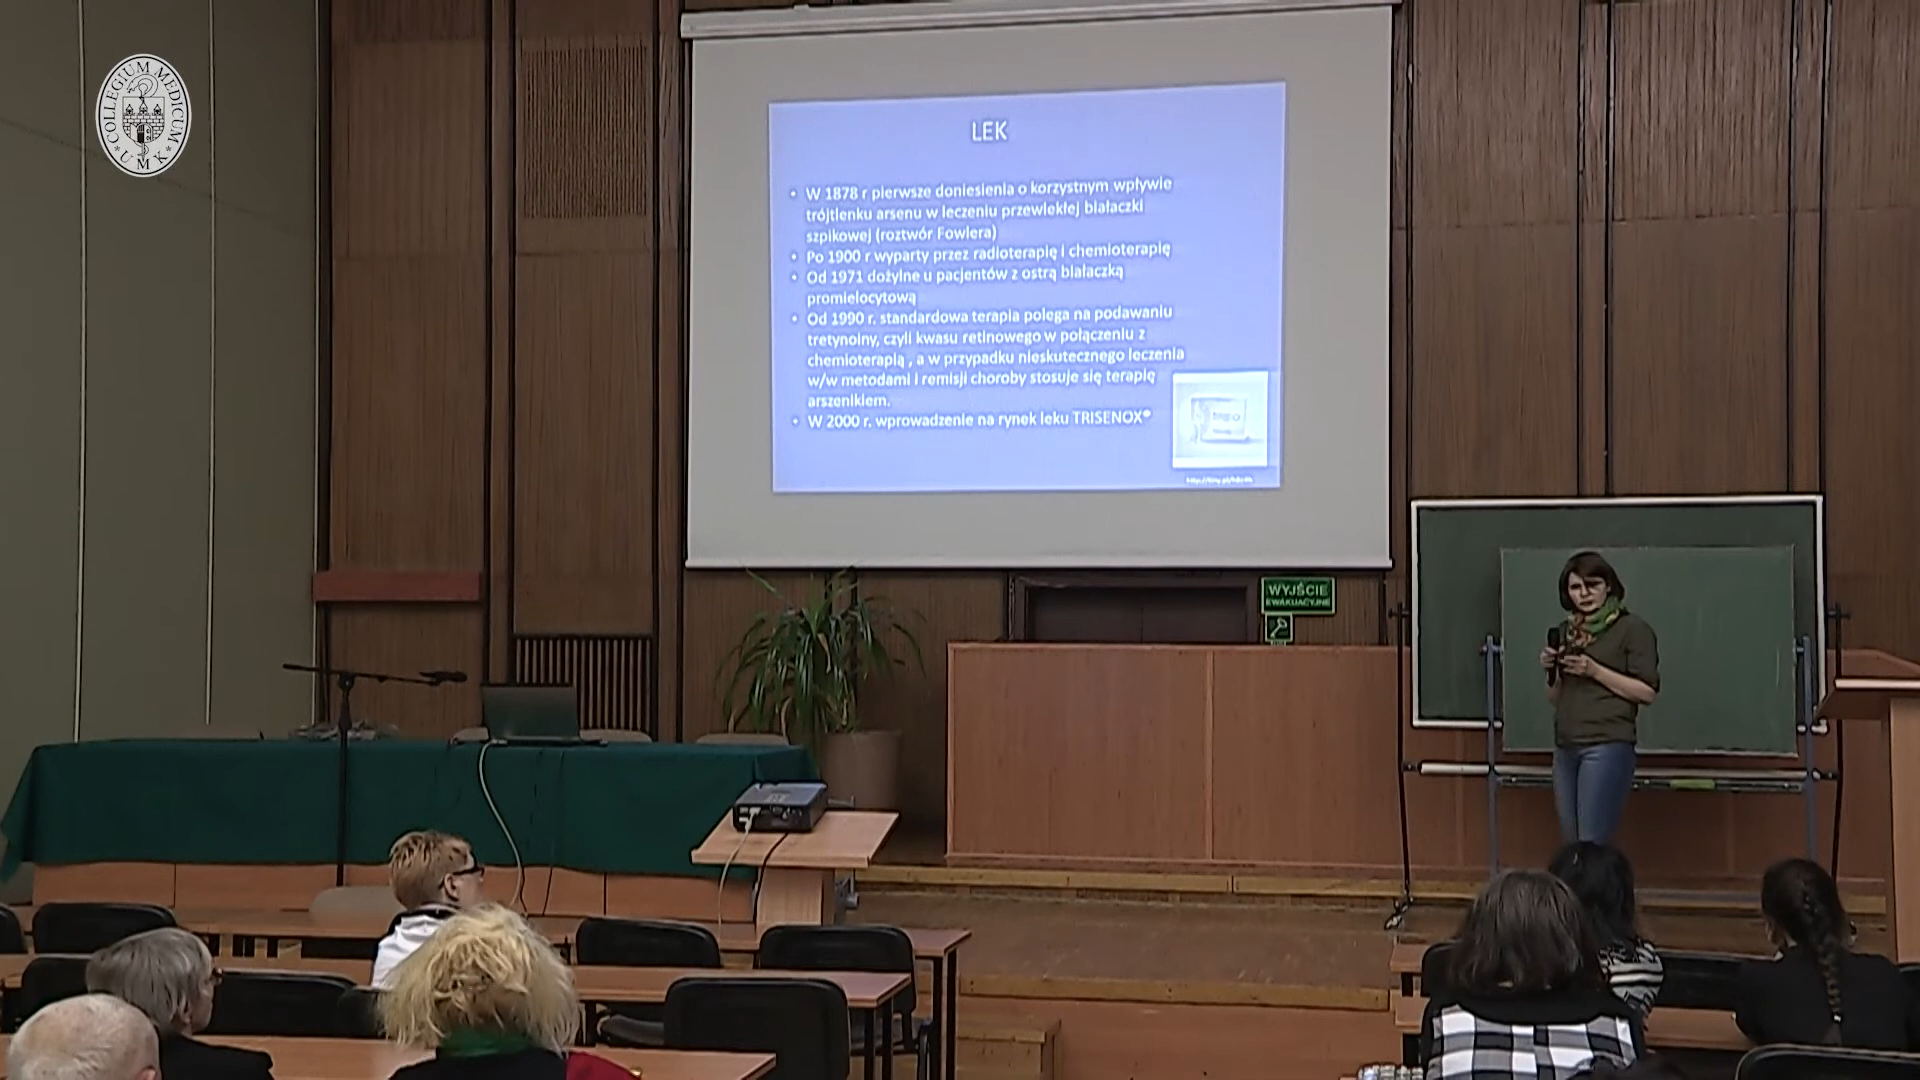 COLLEGIUM MEDICUM
* UMK *
LEK
• W 1878 r pierwsze doniesienia o korzystnym wpływie
trójtlenku arsenu w leczeniu przewlekłej białaczki
szpikowej (roztwór Fowlera)
• Po 1900 r wyparty przez radioterapię i chemioterapię
• Od 1971 dożylne u pacjentów z ostrą białaczką
promielocytową
• Od 1990 r. standardowa terapia polega na podawaniu
tretynoiny, czyli kwasu retinowego w połączeniu z
chemioterapią , a w przypadku nieskutecznego leczenia
w/w metodami i remisji choroby stosuje się terapię
arszenikiem.
• W 2000 r. wprowadzenie na rynek leku TRISENOX®
WYJŚCIE
EWAKUACYJNE